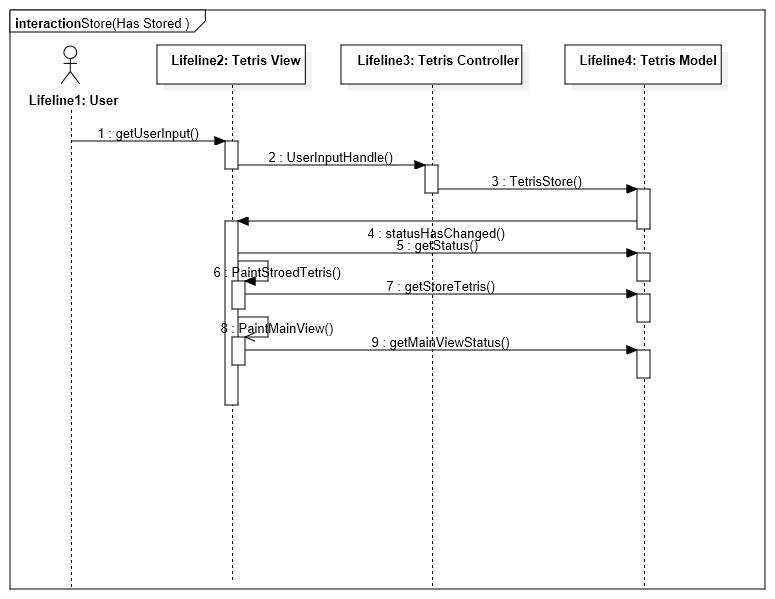 interactionStore(Has Stored )
Lifeline1: User
Lifeline2: Tetris View
Lifeline3: Tetris Controller
Lifeline4: Tetris Model
1 : getUserInput()
2 : UserInputHandle()
3 : TetrisStore()
4 : statusHasChanged()
5 : getStatus()
6 : PaintStroedTetris()
7 : getStoreTetris()
8 : PaintMainView()
9 : getMainViewStatus()